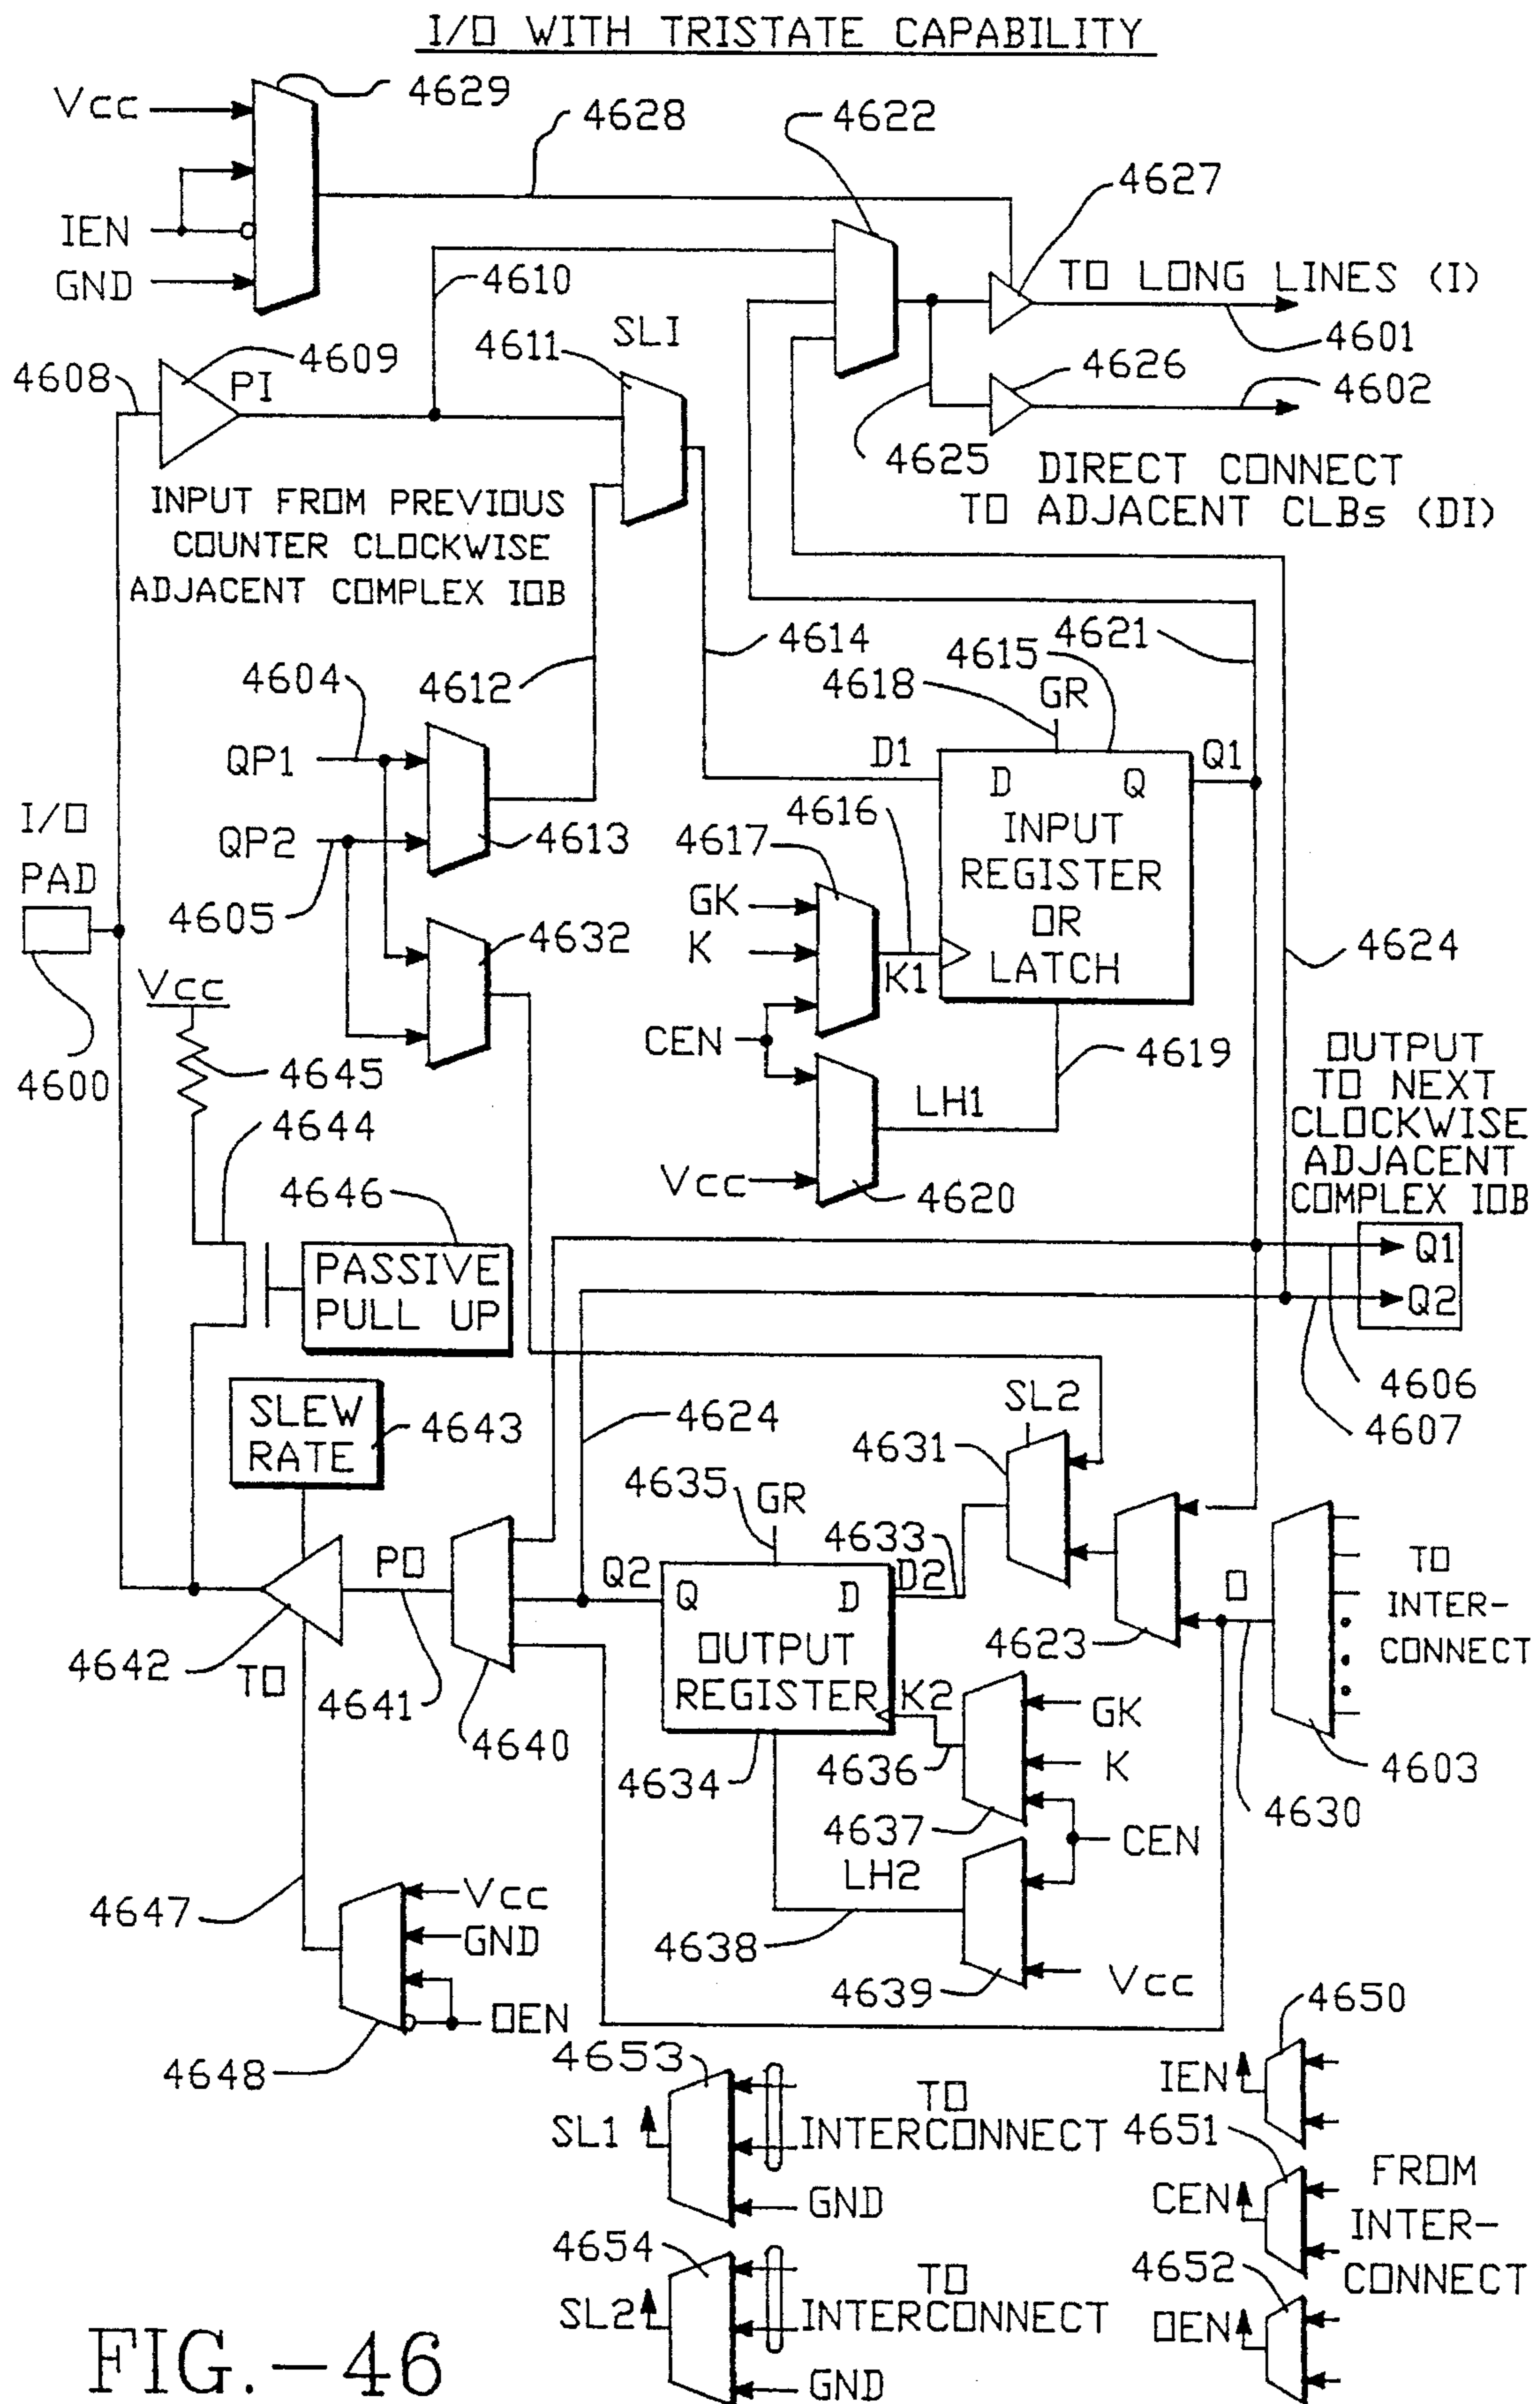 I/O WITH TRISTATE CAPABILITY
4629
Vcc
4628
4622
4627
IEN
TO LONG LINES (I)
GND
4610
SLI
4611
4601
4609
4608
PI
4626
4602
4625
DIRECT CONNECT
TO ADJACENT CLBs (DI)
INPUT FROM PREVIOUS
COUNTER CLOCKWISE
ADJACENT COMPLEX IOB
4614
4621
4615
4604
4612
4618
GR
QP1
D1
Q1
D
Q
I/O
PAD
QP2
4613
4616
INPUT
REGISTER
OR
LATCH
4617
GK
4605
4632
K
K1
4624
Vcc
CEN
4600
4645
4619
OUTPUT
TO NEXT
CLOCKWISE
ADJACENT
COMPLEX IOB
LH1
4644
4646
Vcc
4620
PASSIVE
PULL UP
Q1
Q2
SL2
4606
SLEW
RATE
4643
4624
4607
4631
4635
GR
4633
PO
Q2
D2
Q
D
O
TO
INTER-
CONNECT
4642
TO
OUTPUT
REGISTER
4623
4641
K2
GK
4640
4634
4636
K
4603
4630
4637
CEN
LH2
4647
Vcc
GND
4638
4639
Vcc
OEN
4650
4648
4653
IEN
SL1
TO
INTERCONNECT
4651
GND
CEN
FROM
INTER-
CONNECT
4654
4652
SL2
TO
INTERCONNECT
OEN
GND
FIG.-46